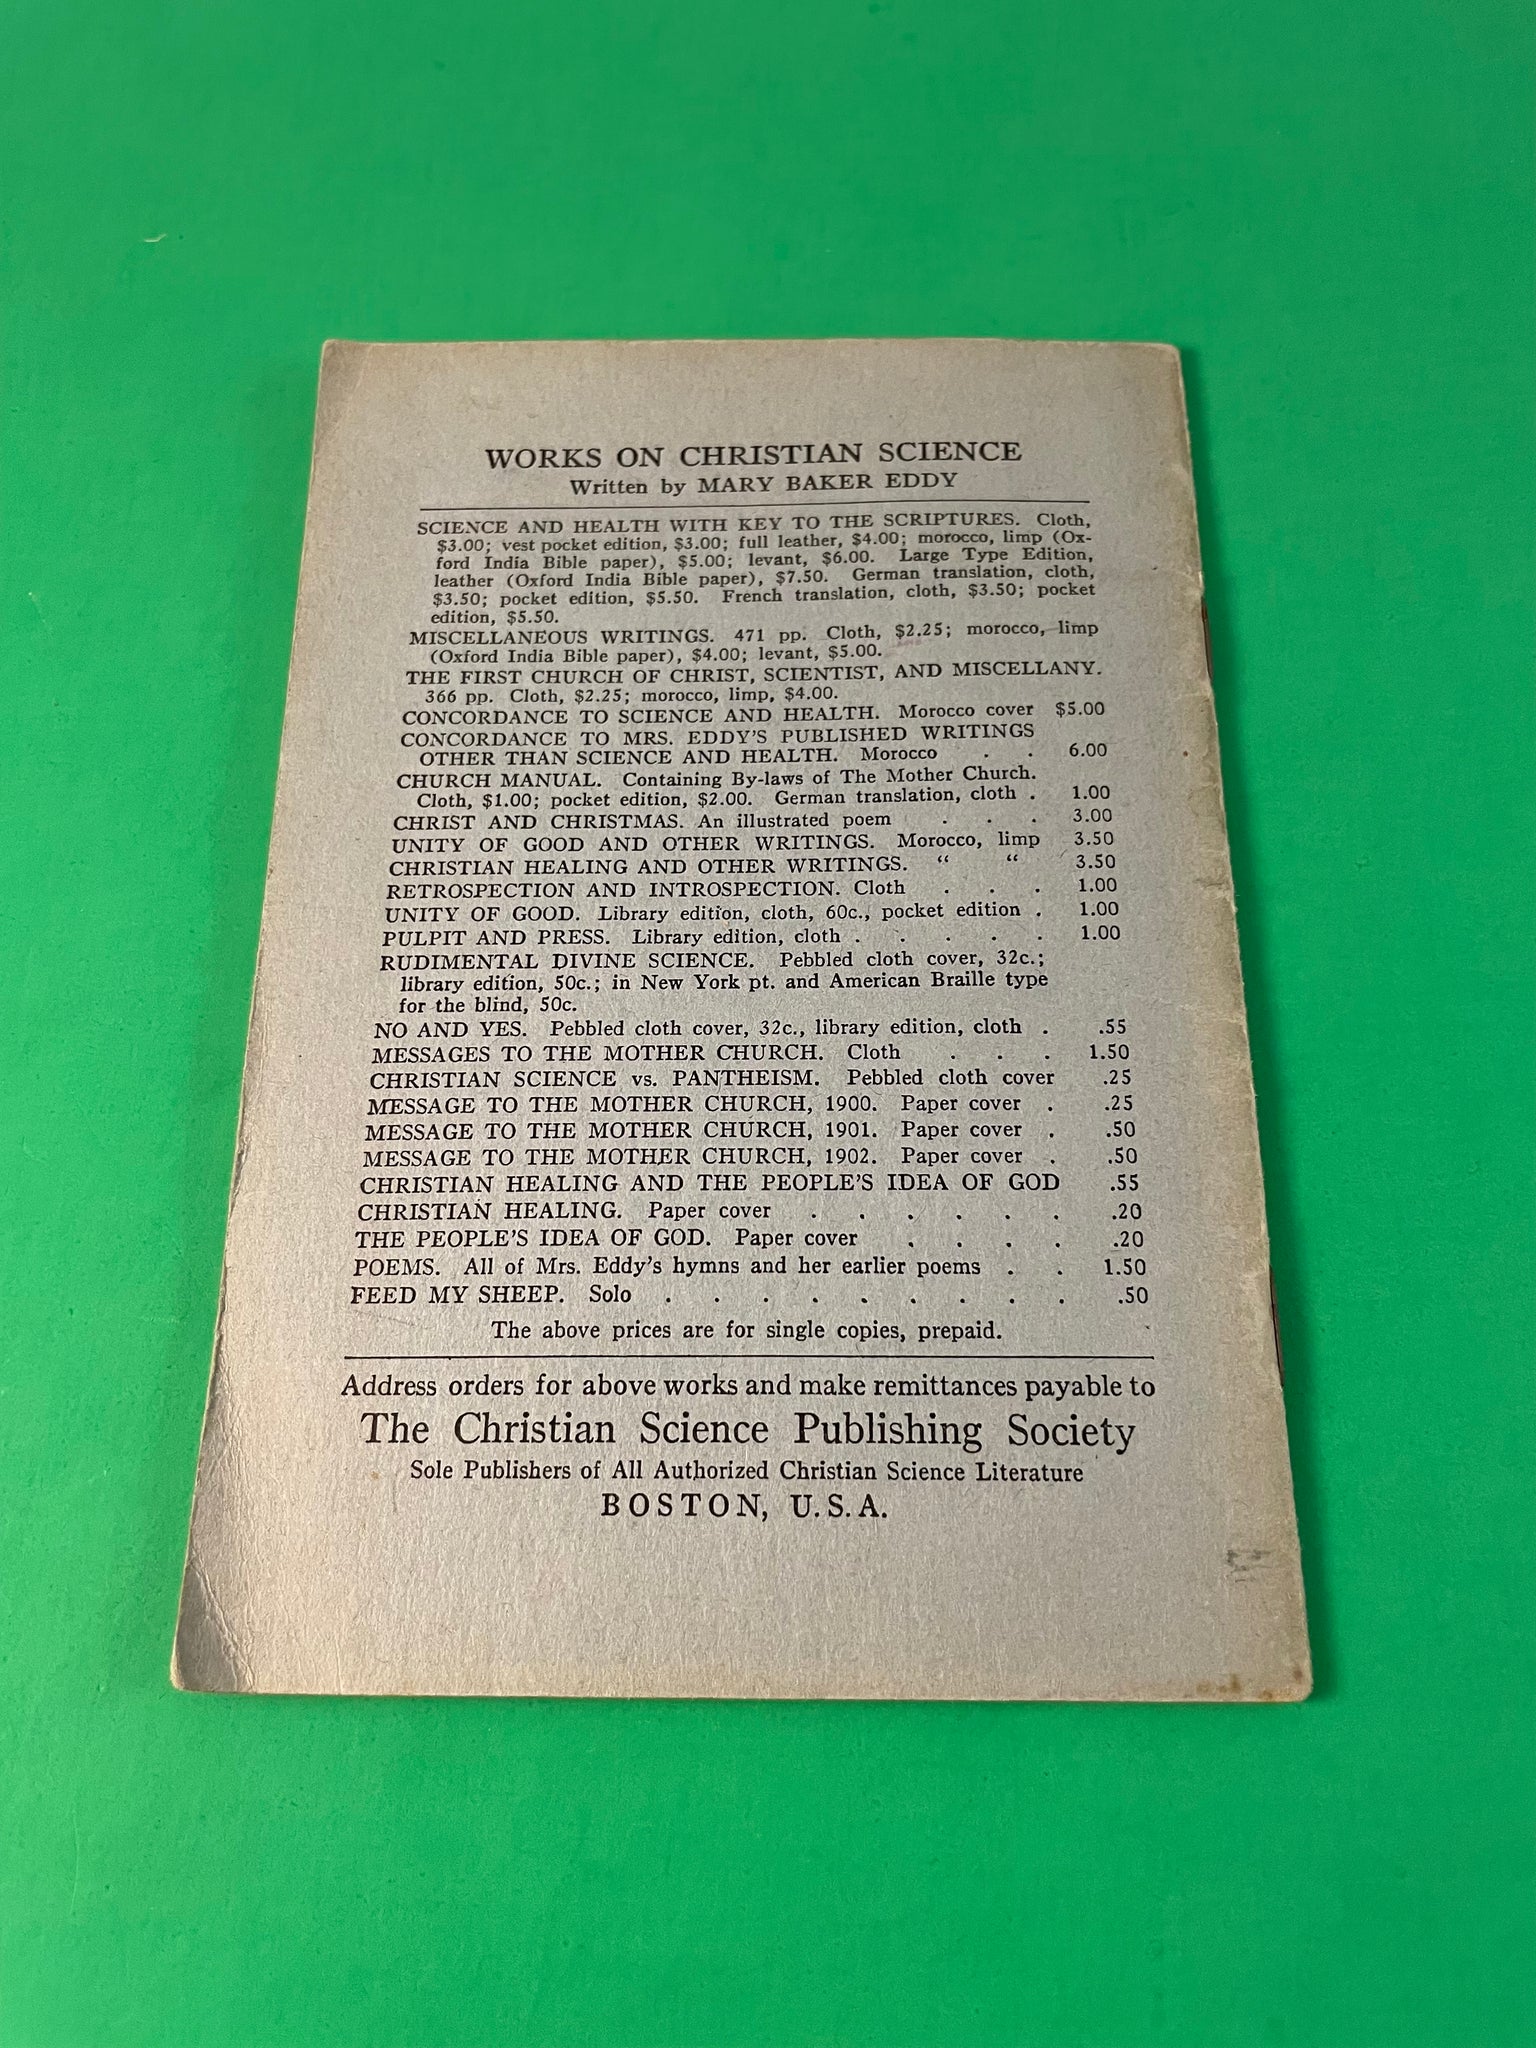 WORKS ON CHRISTIAN SCIENCE
Written by MARY BAKER EDDY
SCIENCE AND HEALTH WITH KEY TO THE SCRIPTURES. Cloth,
$3.00; vest pocket edition, $3.00; full leather, $4.00; morocco, limp (Ox-
ford India Bible paper), $5.00; levant, $6.00. Large Type Edition,
leather (Oxford India Bible paper), $7.50. German translation, cloth,
$3.50; pocket edition, $5.50. French translation, cloth, $3.50; pocket
edition, $5.50.
MISCELLANEOUS WRITINGS. 471 pp. Cloth, $2.25; morocco, limp
(Oxford India Bible paper), $4.00; levant, $5.00.
THE FIRST CHURCH OF CHRIST, SCIENTIST, AND MISCELLANY.
366 pp. Cloth, $2.25; morocco, limp, $4.00.
CONCORDANCE TO SCIENCE AND HEALTH. Morocco cover $5.00
CONCORDANCE TO MRS. EDDY'S PUBLISHED WRITINGS
OTHER THAN SCIENCE AND HEALTH. Morocco . . 6.00
CHURCH MANUAL. Containing By-laws of The Mother Church.
Cloth, $1.00; pocket edition, $2.00. German translation, cloth . 1.00
CHRIST AND CHRISTMAS. An illustrated poem . . . 3.00
UNITY OF GOOD AND OTHER WRITINGS. Morocco, limp 3.50
CHRISTIAN HEALING AND OTHER WRITINGS. “ “ 3.50
RETROSPECTION AND INTROSPECTION. Cloth . . . 1.00
UNITY OF GOOD. Library edition, cloth, 60c., pocket edition . 1.00
PULPIT AND PRESS. Library edition, cloth . . . . . 1.00
RUDIMENTAL DIVINE SCIENCE. Pebbled cloth cover, 32c.;
library edition, 50c.; in New York pt. and American Braille type
for the blind, 50c.
NO AND YES. Pebbled cloth cover, 32c., library edition, cloth . .55
MESSAGES TO THE MOTHER CHURCH. Cloth . . . 1.50
CHRISTIAN SCIENCE vs. PANTHEISM. Pebbled cloth cover .25
MESSAGE TO THE MOTHER CHURCH, 1900. Paper cover . .25
MESSAGE TO THE MOTHER CHURCH, 1901. Paper cover . .50
MESSAGE TO THE MOTHER CHURCH, 1902. Paper cover . .50
CHRISTIAN HEALING AND THE PEOPLE'S IDEA OF GOD .55
CHRISTIAN HEALING. Paper cover . . . . . . .20
THE PEOPLE'S IDEA OF GOD. Paper cover . . . . .20
POEMS. All of Mrs. Eddy's hymns and her earlier poems . . 1.50
FEED MY SHEEP. Solo . . . . . . . . . .50
The above prices are for single copies, prepaid.
Address orders for above works and make remittances payable to
The Christian Science Publishing Society
Sole Publishers of All Authorized Christian Science Literature
BOSTON, U.S.A.